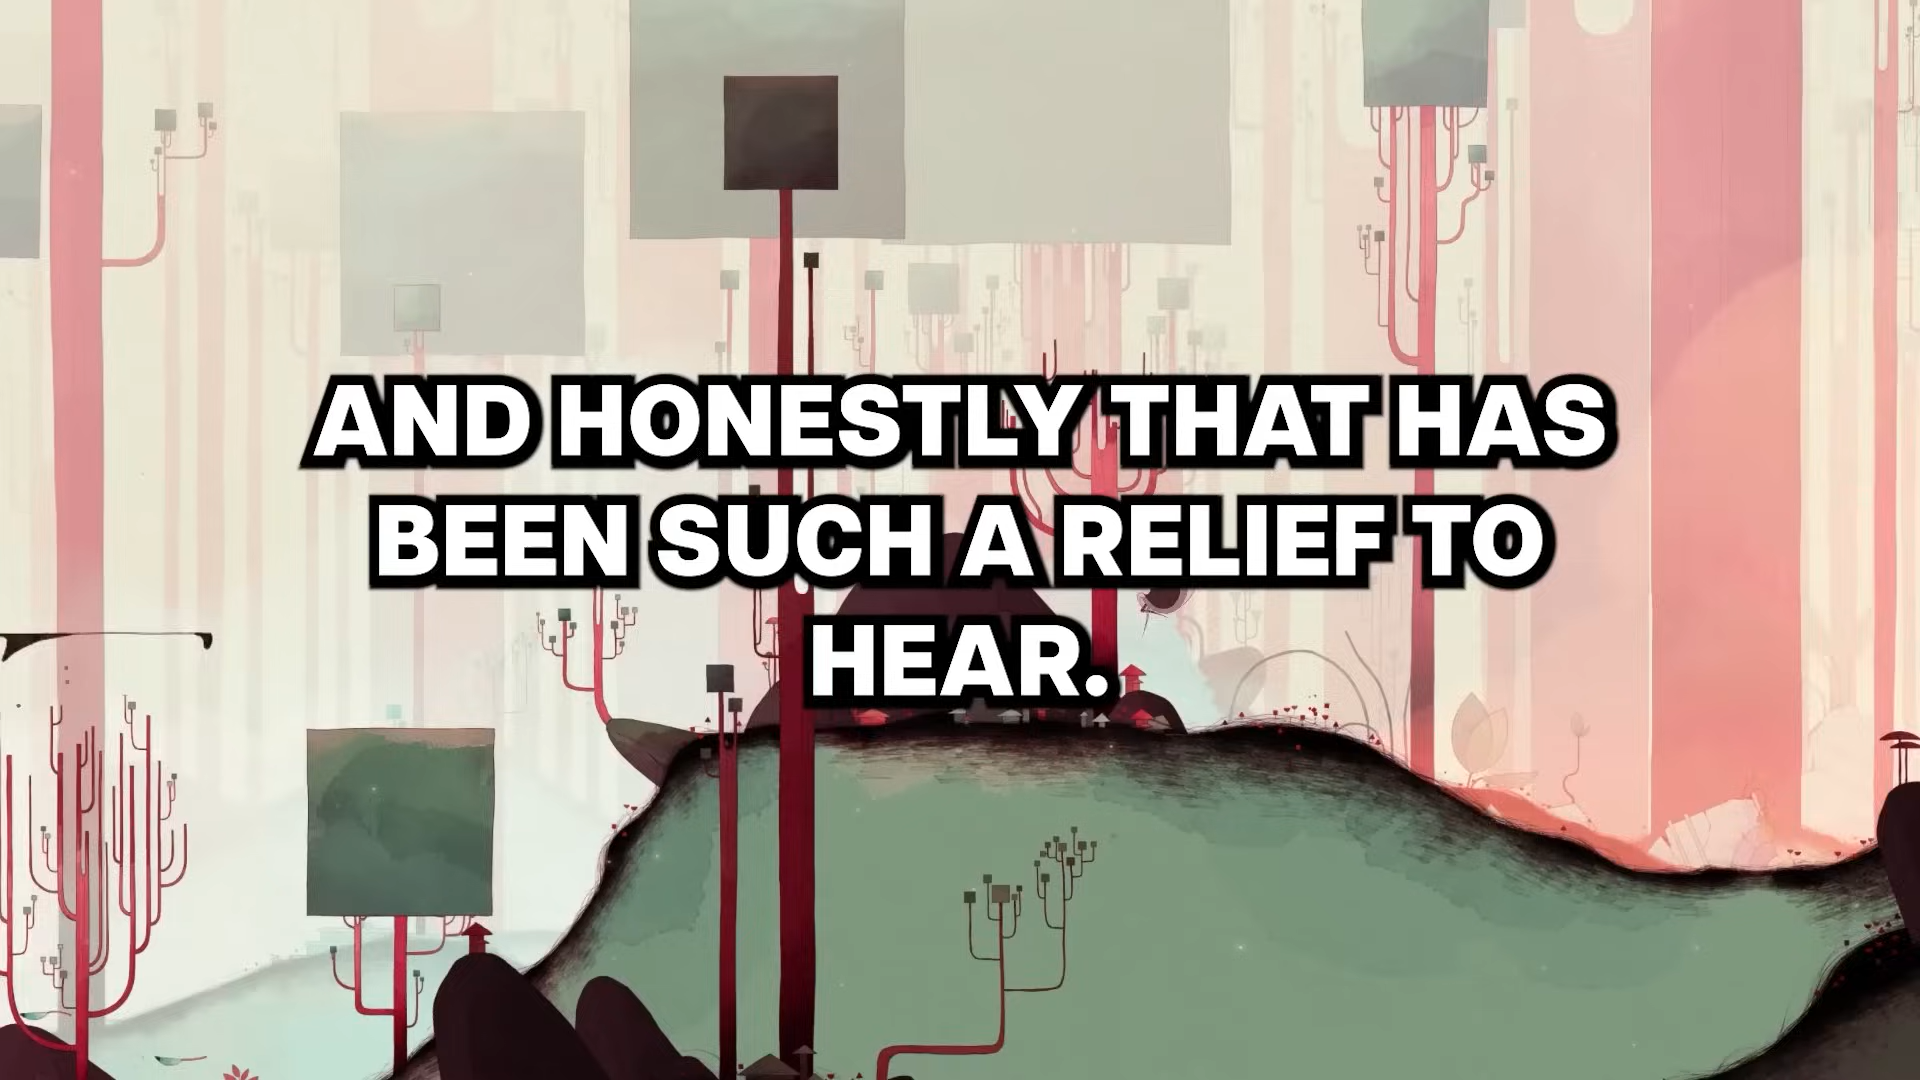 AND HONESTLY THAT HAS
BEEN SUCH A RELIEF TO
HEAR.